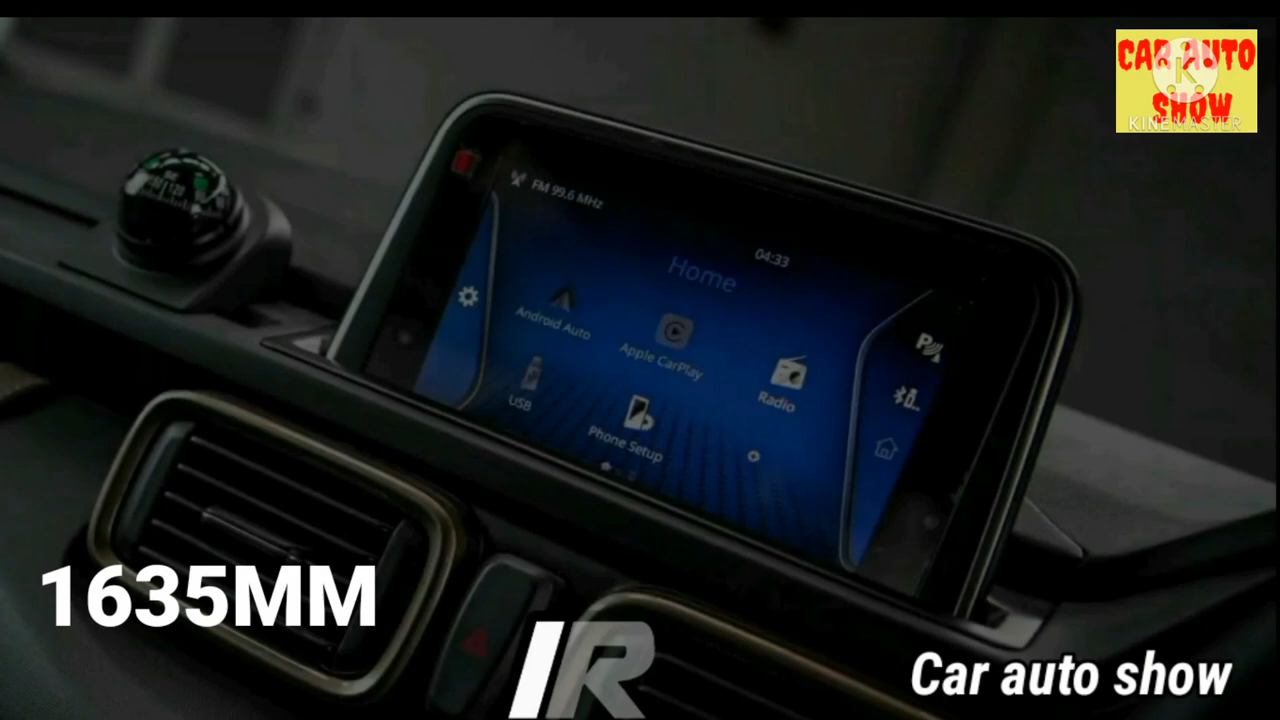 CAR AUTO
SHOW
KINEMASTER
FM 99.6 MHz
04:33
Home
Android Auto
Apple CarPlay
Radio
USB
Phone Setup
1635MM
R
Car auto show